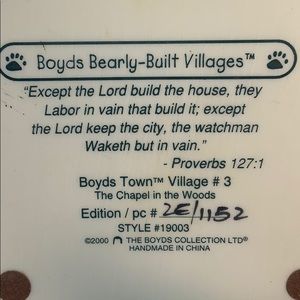 Boyds Bearly-Built Villages™
"Except the Lord build the house, they
Labor in vain that build it; except
the Lord keep the city, the watchman
Waketh but in vain."
- Proverbs 127:1
Boyds Town™ Village # 3
The Chapel in the Woods
Edition / pc # 2E/1152
STYLE #19003
©2000 THE BOYDS COLLECTION LTD®
HANDMADE IN CHINA